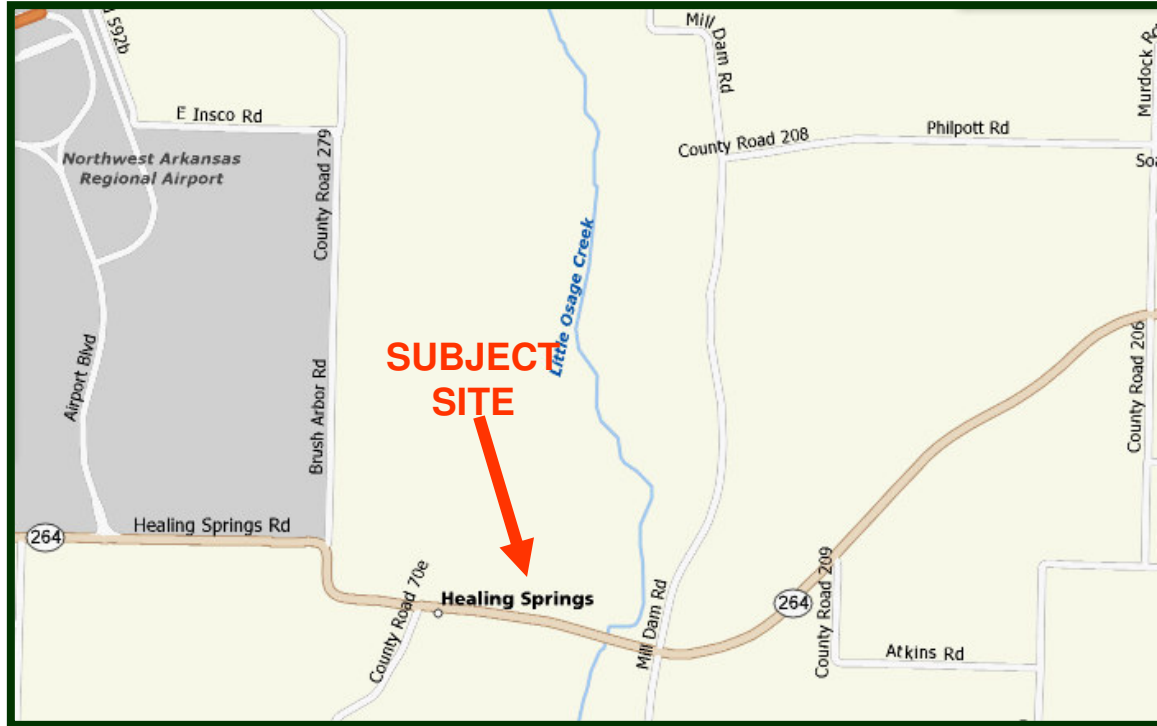 d 592b
Mill Dam Rd
Murdock R
E Insco Rd
County Road 208
Philpott Rd
Northwest Arkansas
Regional Airport
County Road 279
Soa
Little Osage Creek
Airport Blvd
Brush Arbor Rd
SUBJECT
SITE
County Road 206
264
Healing Springs Rd
County Road 70e
Healing Springs
Mill Dam Rd
264
County Road 209
Atkins Rd